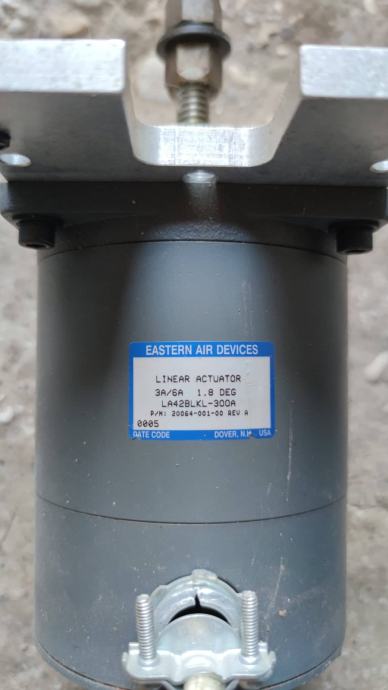 EASTERN AIR DEVICES
LINEAR ACTUATOR
3A/6A 1.8 DEG
LA42BLKL-300A
P/N: 20064-001-00 REV A
0005
DATE CODE DOVER, N.H. USA